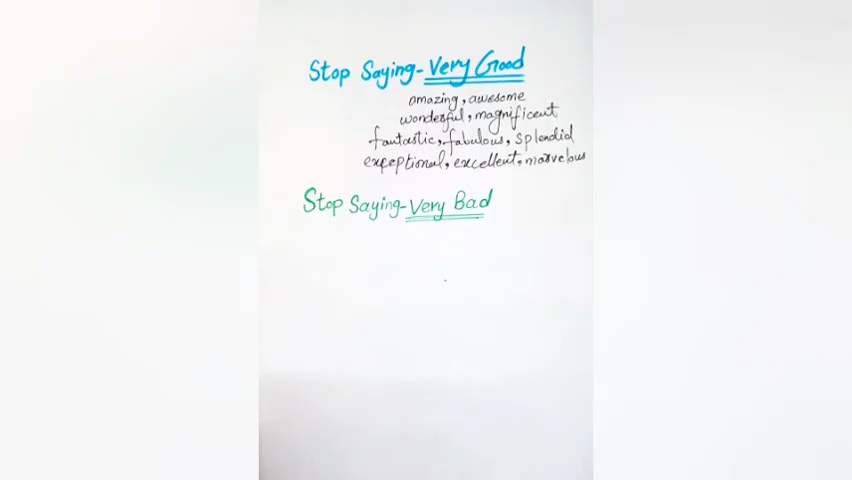 Stop Saying-Very Good
amazing, awesome
wonderful, magnificent
fantastic, fabulous, splendid
exceptional, excellent, marvelous
Stop Saying-Very Bad